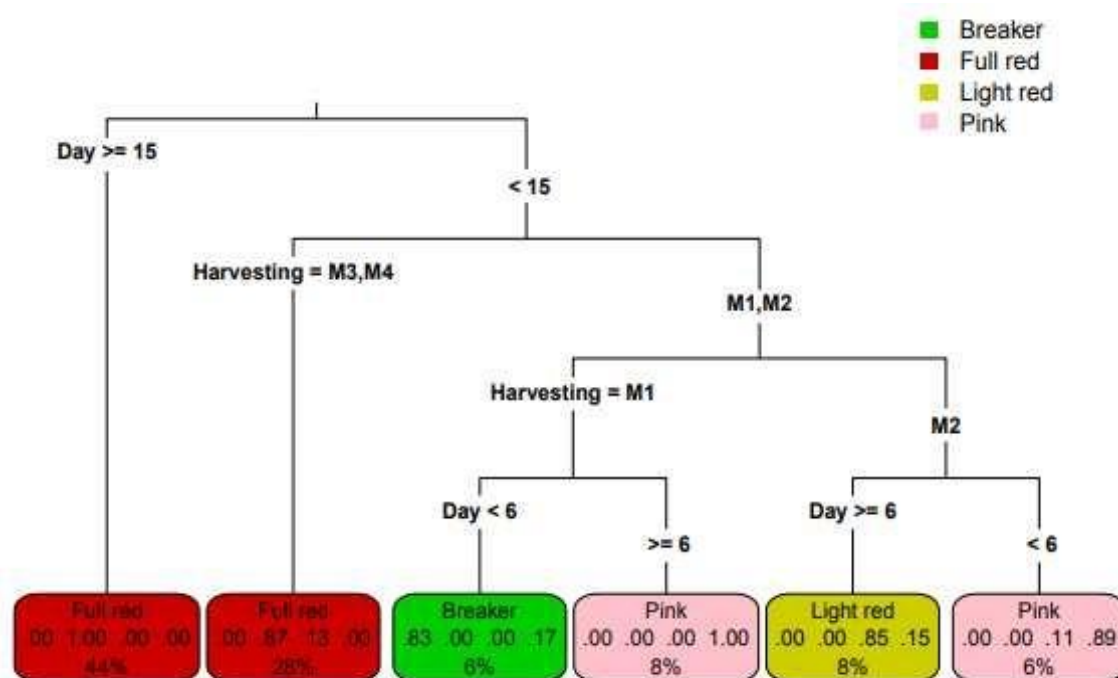 Breaker
Full red
Light red
Pink
Day >= 15
< 15
Harvesting = M3,M4
M1,M2
Harvesting = M1
M2
Day < 6
>= 6
Day >= 6
< 6
Full red
.00 1.00 .00 .00
44%
Full red
.00 .87 .13 .00
28%
Breaker
.83 .00 .00 .17
6%
Pink
.00 .00 .00 1.00
8%
Light red
.00 .00 .85 .15
8%
Pink
.00 .00 .11 .89
6%